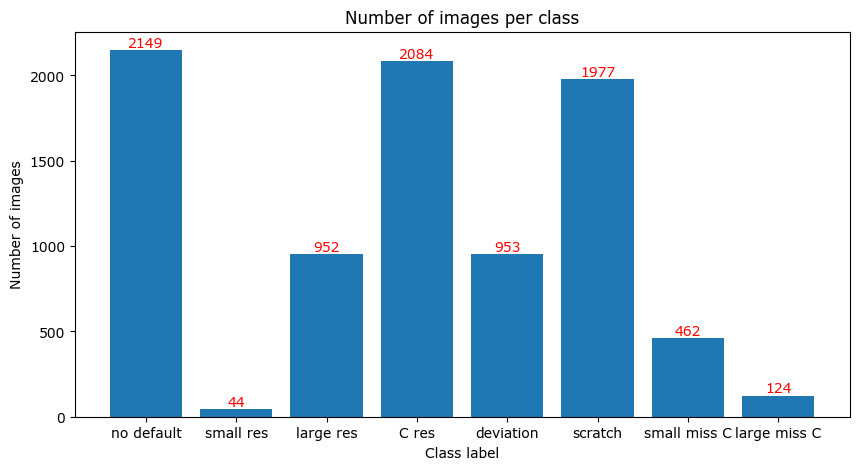 Number of images per class
Number of images
2000
1500
1000
500
0
2149
44
952
2084
953
1977
462
124
no default
small res
large res
C res
deviation
scratch
small miss C
large miss C
Class label